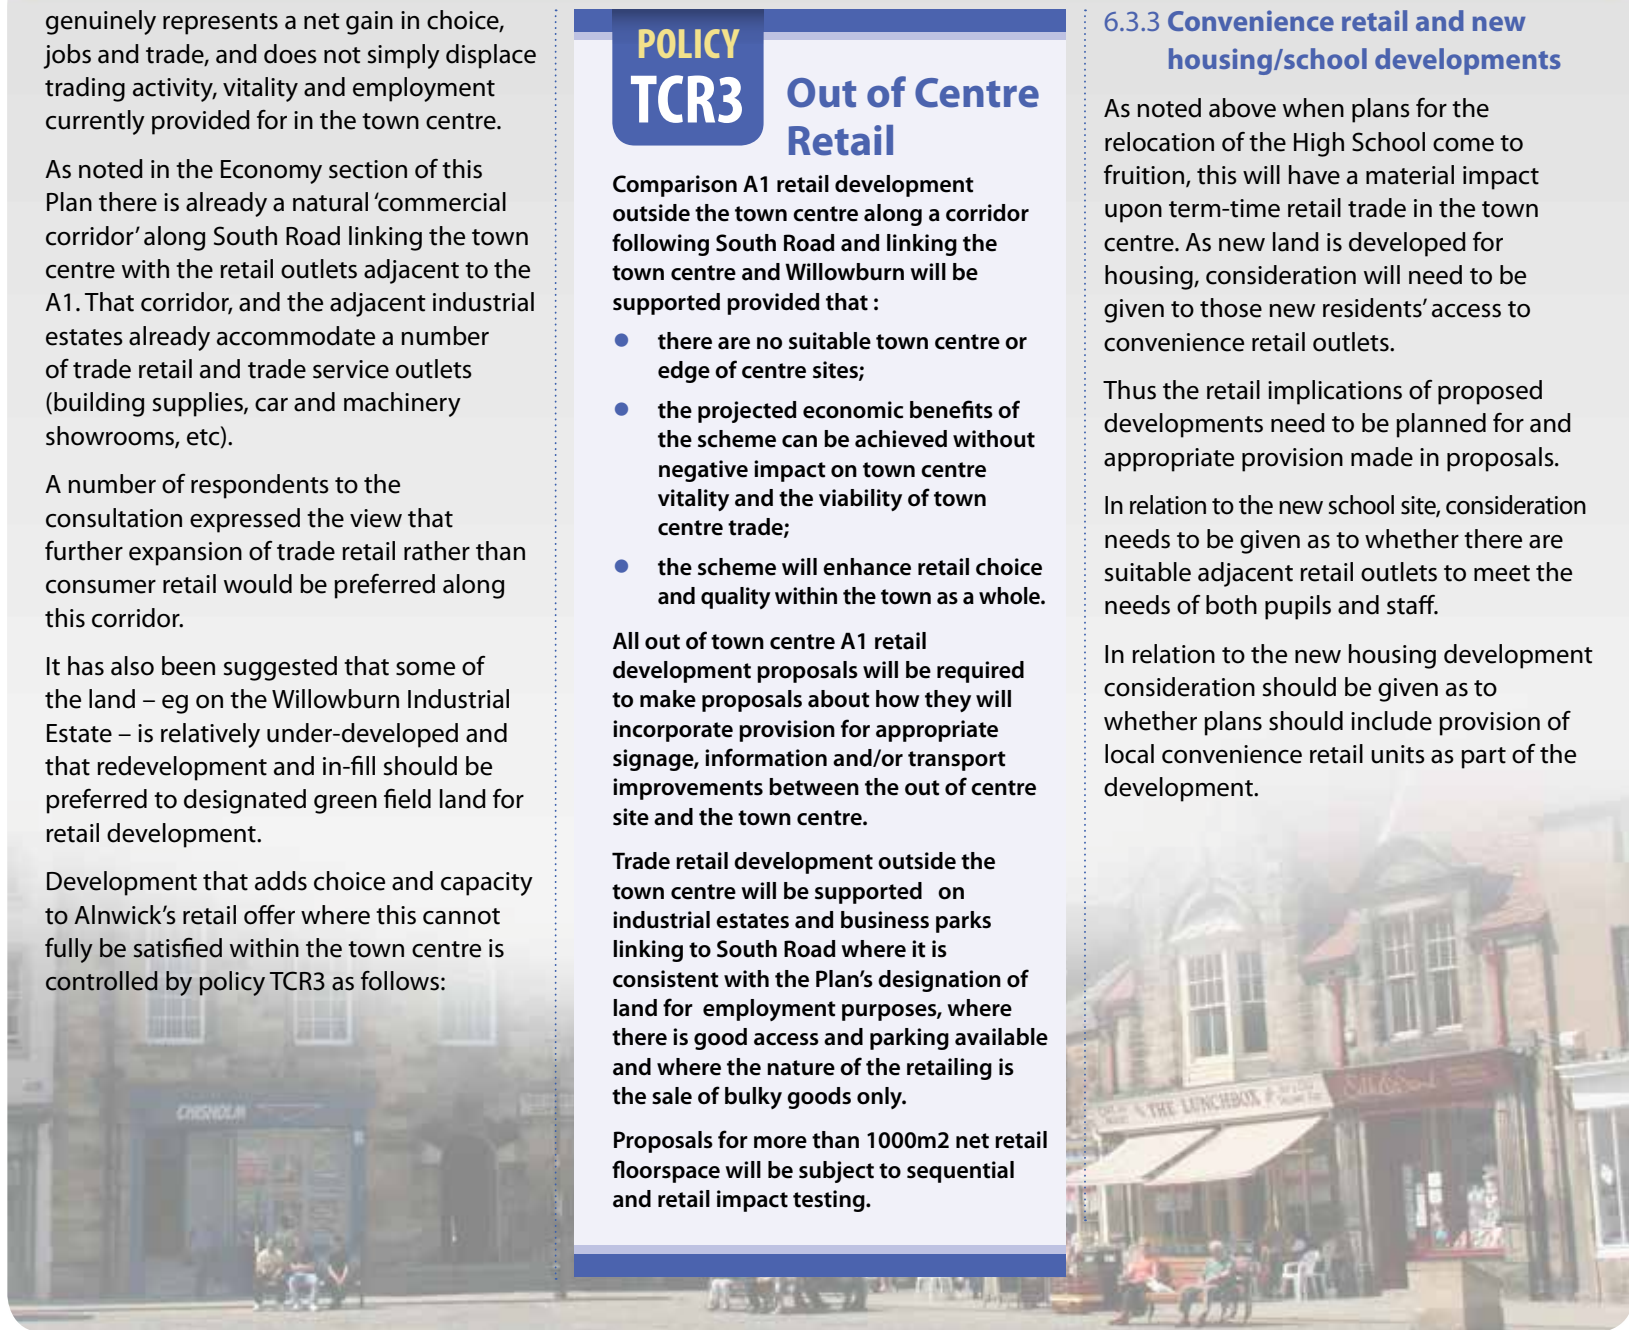 genuinely represents a net gain in choice,
jobs and trade, and does not simply displace
trading activity, vitality and employment
currently provided for in the town centre.
As noted in the Economy section of this
Plan there is already a natural ‘commercial
corridor’ along South Road linking the town
centre with the retail outlets adjacent to the
A1. That corridor, and the adjacent industrial
estates already accommodate a number
of trade retail and trade service outlets
(building supplies, car and machinery
showrooms, etc).
A number of respondents to the
consultation expressed the view that
further expansion of trade retail rather than
consumer retail would be preferred along
this corridor.
It has also been suggested that some of
the land – eg on the Willowburn Industrial
Estate – is relatively under-developed and
that redevelopment and in-fill should be
preferred to designated green field land for
retail development.
Development that adds choice and capacity
to Alnwick’s retail offer where this cannot
fully be satisfied within the town centre is
controlled by policy TCR3 as follows:
CHISHOLM
POLICY
TCR3
Out of Centre
Retail
Comparison A1 retail development
outside the town centre along a corridor
following South Road and linking the
town centre and Willowburn will be
supported provided that :
● there are no suitable town centre or
edge of centre sites;
● the projected economic benefits of
the scheme can be achieved without
negative impact on town centre
vitality and the viability of town
centre trade;
● the scheme will enhance retail choice
and quality within the town as a whole.
All out of town centre A1 retail
development proposals will be required
to make proposals about how they will
incorporate provision for appropriate
signage, information and/or transport
improvements between the out of centre
site and the town centre.
Trade retail development outside the
town centre will be supported on
industrial estates and business parks
linking to South Road where it is
consistent with the Plan’s designation of
land for employment purposes, where
there is good access and parking available
and where the nature of the retailing is
the sale of bulky goods only.
Proposals for more than 1000m2 net retail
floorspace will be subject to sequential
and retail impact testing.
6.3.3 Convenience retail and new
housing/school developments
As noted above when plans for the
relocation of the High School come to
fruition, this will have a material impact
upon term-time retail trade in the town
centre. As new land is developed for
housing, consideration will need to be
given to those new residents’ access to
convenience retail outlets.
Thus the retail implications of proposed
developments need to be planned for and
appropriate provision made in proposals.
In relation to the new school site, consideration
needs to be given as to whether there are
suitable adjacent retail outlets to meet the
needs of both pupils and staff.
In relation to the new housing development
consideration should be given as to
whether plans should include provision of
local convenience retail units as part of the
development.
THE LUNCHBOX